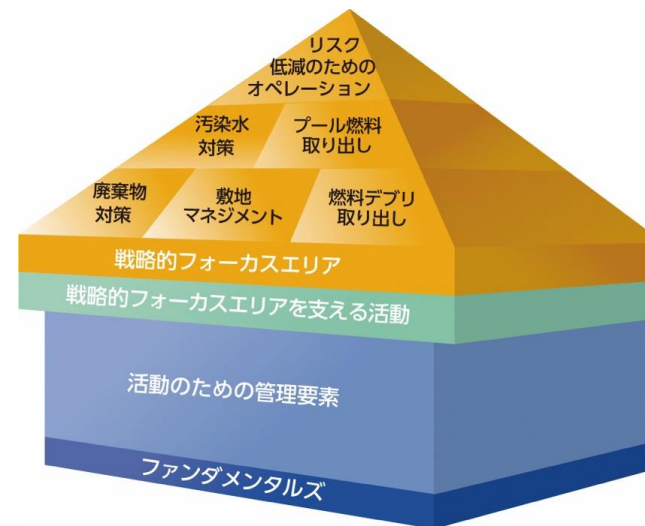 リスク
低減のための
オペレーション
汚染水
対策
プール燃料
取り出し
廃棄物
対策
敷地
マネジメント
燃料デブリ
取り出し
戦略的フォーカスエリア
戦略的フォーカスエリアを支える活動
活動のための管理要素
ファンダメンタルズ